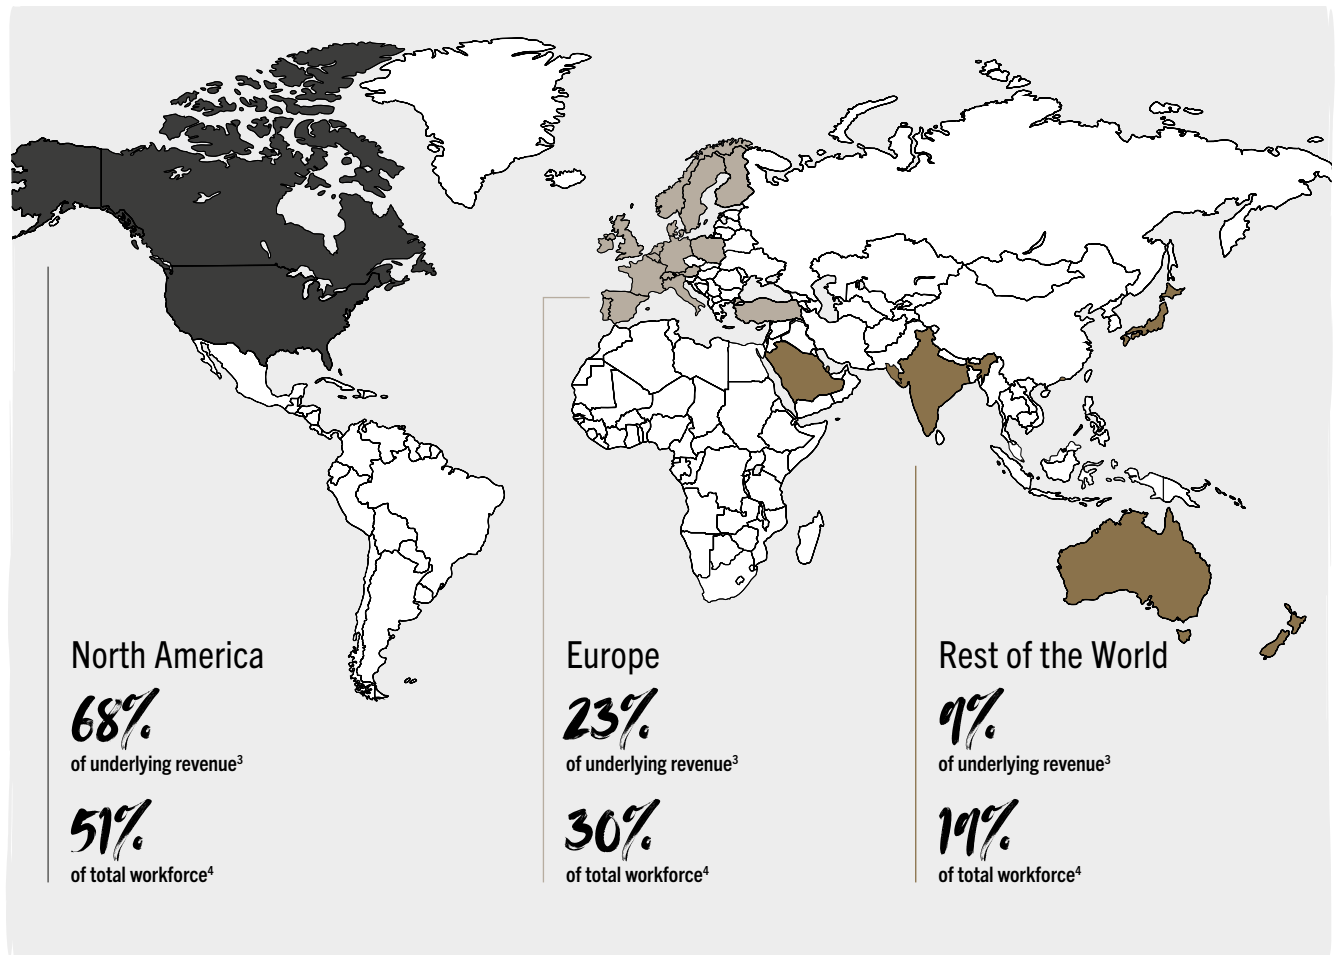 North America
68%
of underlying revenue³
51%
of total workforce⁴
Europe
23%
of underlying revenue³
30%
of total workforce⁴
Rest of the World
9%
of underlying revenue³
19%
of total workforce⁴